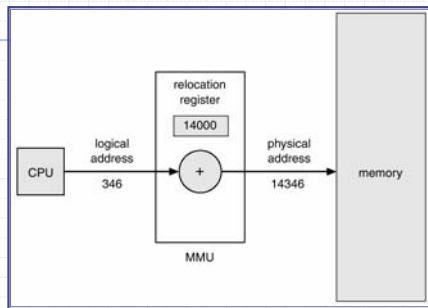 relocation
register
14000
logical
address
physical
address
CPU
+
memory
346
14346
MMU